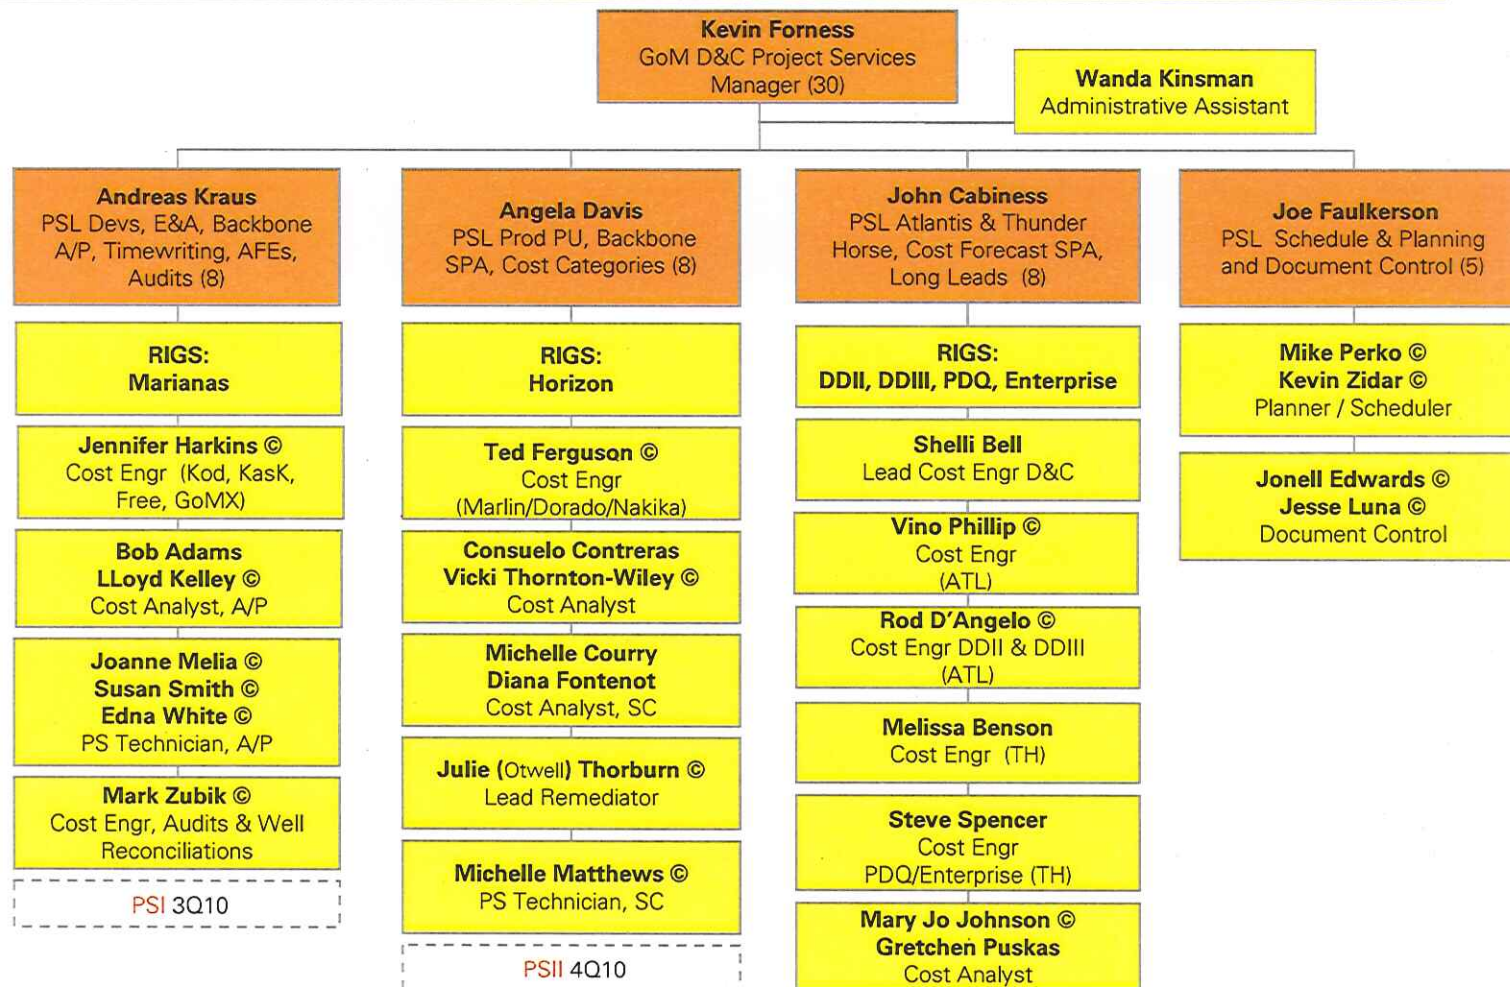 Kevin Forness
GoM D&C Project Services
Manager (30)
Wanda Kinsman
Administrative Assistant
Andreas Kraus
PSL Devs, E&A, Backbone
A/P, Timewriting, AFEs,
Audits (8)
RIGS:
Marianas
Jennifer Harkins ©
Cost Engr (Kod, KasK,
Free, GoMX)
Bob Adams
LLoyd Kelley ©
Cost Analyst, A/P
Joanne Melia ©
Susan Smith ©
Edna White ©
PS Technician, A/P
Mark Zubik ©
Cost Engr, Audits & Well
Reconciliations
PSI 3Q10
Angela Davis
PSL Prod PU, Backbone
SPA, Cost Categories (8)
RIGS:
Horizon
Ted Ferguson ©
Cost Engr
(Marlin/Dorado/Nakika)
Consuelo Contreras
Vicki Thornton-Wiley ©
Cost Analyst
Michelle Courry
Diana Fontenot
Cost Analyst, SC
Julie (Otwell) Thorburn ©
Lead Remediator
Michelle Matthews ©
PS Technician, SC
PSII 4Q10
John Cabiness
PSL Atlantis & Thunder
Horse, Cost Forecast SPA,
Long Leads (8)
RIGS:
DDII, DDIII, PDQ, Enterprise
Shelli Bell
Lead Cost Engr D&C
Vino Phillip ©
Cost Engr
(ATL)
Rod D'Angelo ©
Cost Engr DDII & DDIII
(ATL)
Melissa Benson
Cost Engr (TH)
Steve Spencer
Cost Engr
PDQ/Enterprise (TH)
Mary Jo Johnson ©
Gretchen Puskas
Cost Analyst
Joe Faulkerson
PSL Schedule & Planning
and Document Control (5)
Mike Perko ©
Kevin Zidar ©
Planner / Scheduler
Jonell Edwards ©
Jesse Luna ©
Document Control